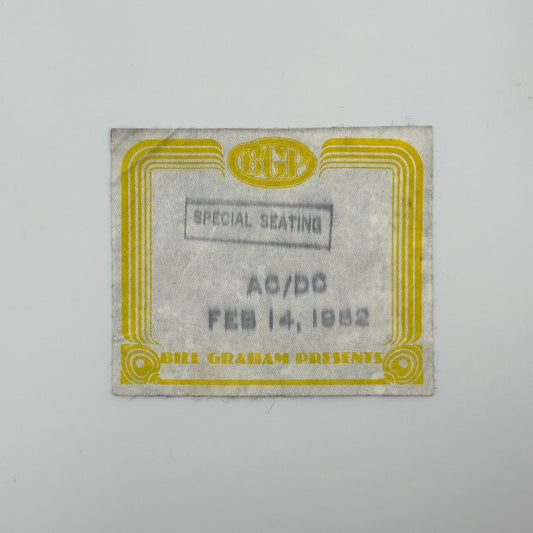 BGP
SPECIAL SEATING
AC/DC
FEB 14, 1982
BILL GRAHAM PRESENTS